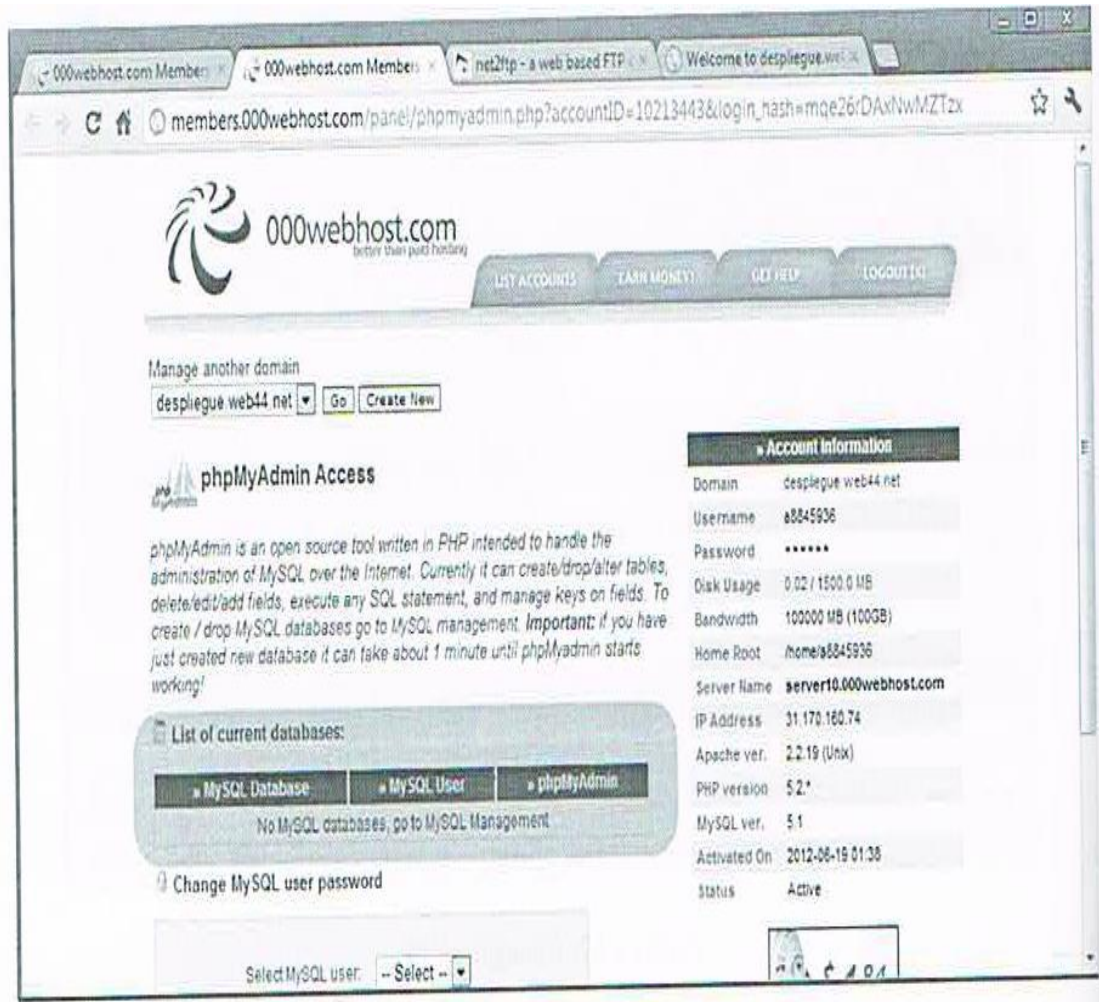 000webhost.com Members
000webhost.com Members
net2ftp - a web based FTP
Welcome to despliegue.we
members.000webhost.com/panel/phpmyadmin.php?accountID=10213443&login_hash=mqe26rDAxNwMZTzx
000webhost.com
better than paid hosting
LIST ACCOUNTS EARN MONEY! GET HELP LOGOUT [X]
Manage another domain
despliegue.web44.net Go Create New
phpMyAdmin Access
phpMyAdmin is an open source tool written in PHP intended to handle the
administration of MySQL over the Internet. Currently it can create/drop/alter tables,
delete/edit/add fields, execute any SQL statement, and manage keys on fields. To
create / drop MySQL databases go to MySQL management. Important: if you have
just created new database it can take about 1 minute until phpMyadmin starts
working!
List of current databases:
» MySQL Database » MySQL User » phpMyAdmin
No MySQL databases, go to MySQL Management
Change MySQL user password
Select MySQL user: -- Select --
» Account Information
Domain despliegue.web44.net
Username a8845936
Password ••••••
Disk Usage 0.02 / 1500.0 MB
Bandwidth 100000 MB (100GB)
Home Root /home/a8845936
Server Name server10.000webhost.com
IP Address 31.170.160.74
Apache ver. 2.2.19 (Unix)
PHP version 5.2.*
MySQL ver. 5.1
Activated On 2012-06-19 01:38
Status Active